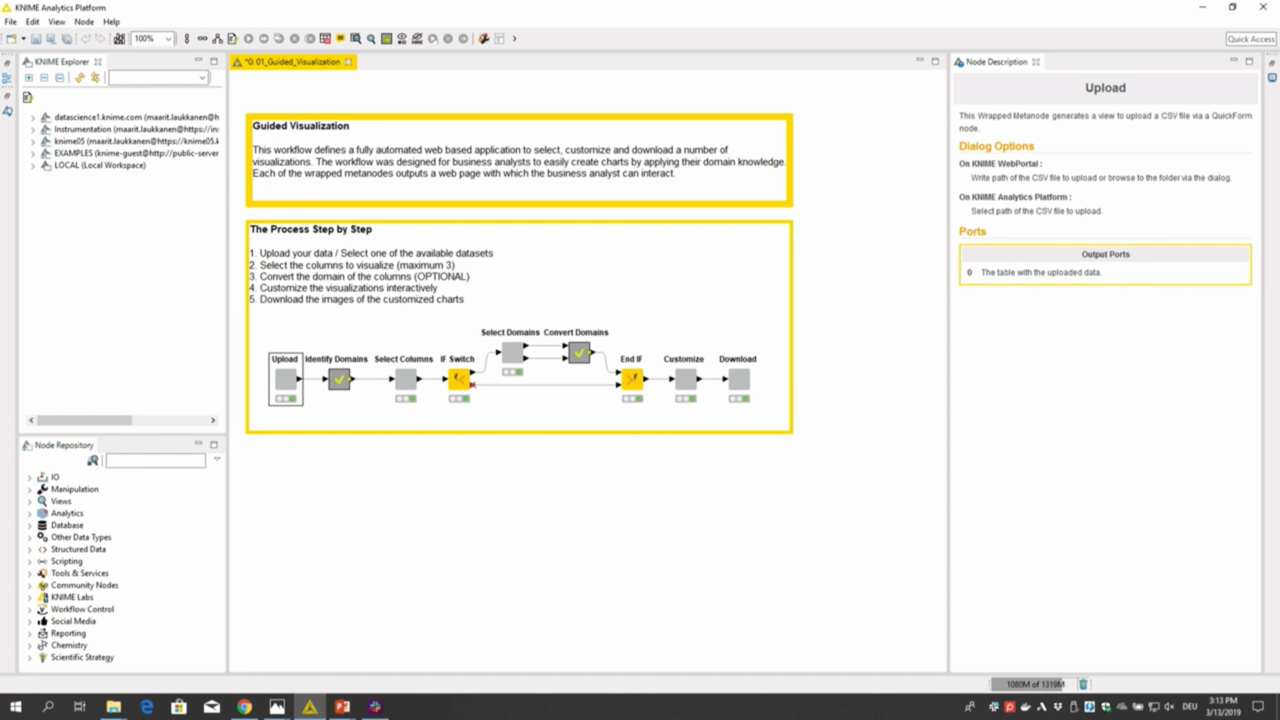 KNIME Analytics Platform
File Edit View Node Help
100%
Quick Access
KNIME Explorer
*0: 01_Guided_Visualization
Node Description
datascience1.knime.com (maarit.laukkanen@h
Instrumentation (maarit.laukkanen@https://in
knime05 (maarit.laukkanen@https://knime05.k
EXAMPLES (knime-guest@http://public-server
LOCAL (Local Workspace)
Guided Visualization
This workflow defines a fully automated web based application to select, customize and download a number of
visualizations. The workflow was designed for business analysts to easily create charts by applying their domain knowledge.
Each of the wrapped metanodes outputs a web page with which the business analyst can interact.
The Process Step by Step
1. Upload your data / Select one of the available datasets
2. Select the columns to visualize (maximum 3)
3. Convert the domain of the columns (OPTIONAL)
4. Customize the visualizations interactively
5. Download the images of the customized charts
Select Domains Convert Domains
Upload Identify Domains Select Columns IF Switch End IF Customize Download
Upload
This Wrapped Metanode generates a view to upload a CSV file via a QuickForm
node.
Dialog Options
On KNIME WebPortal :
Write path of the CSV file to upload or browse to the folder via the dialog.
On KNIME Analytics Platform :
Select path of the CSV file to upload.
Ports
Output Ports
0 The table with the uploaded data.
Node Repository
IO
Manipulation
Views
Analytics
Database
Other Data Types
Structured Data
Scripting
Tools & Services
Community Nodes
KNIME Labs
Workflow Control
Social Media
Reporting
Chemistry
Scientific Strategy
1080M of 1319M
DEU
3:13 PM
3/13/2019